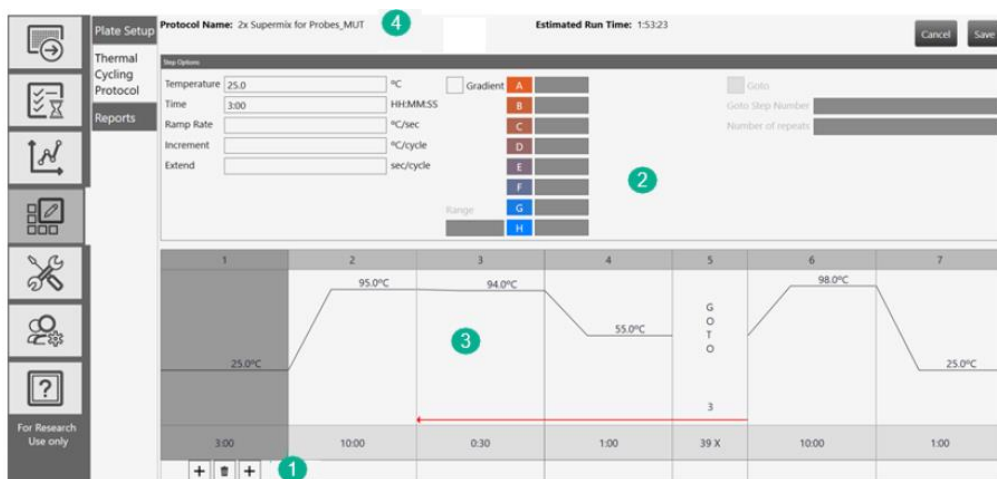 Protocol Name: 2x Supermix for Probes_MUT 4 Estimated Run Time: 1:53:23
Cancel Save
Plate Setup
Thermal
Cycling
Protocol
Reports
Step Options
Temperature 25.0 ºC Gradient A Goto
Time 3:00 HH:MM:SS B Goto Step Number
Ramp Rate ºC/sec C Number of repeats
Increment ºC/cycle D
Extend sec/cycle E 2
F
Range G
H
1 2 3 4 5 6 7
95.0ºC 94.0ºC 98.0ºC
G
O
T
O
55.0ºC
3
25.0ºC 25.0ºC
3
3:00 10:00 0:30 1:00 39 X 10:00 1:00
+ + 1
?
For Research
Use only